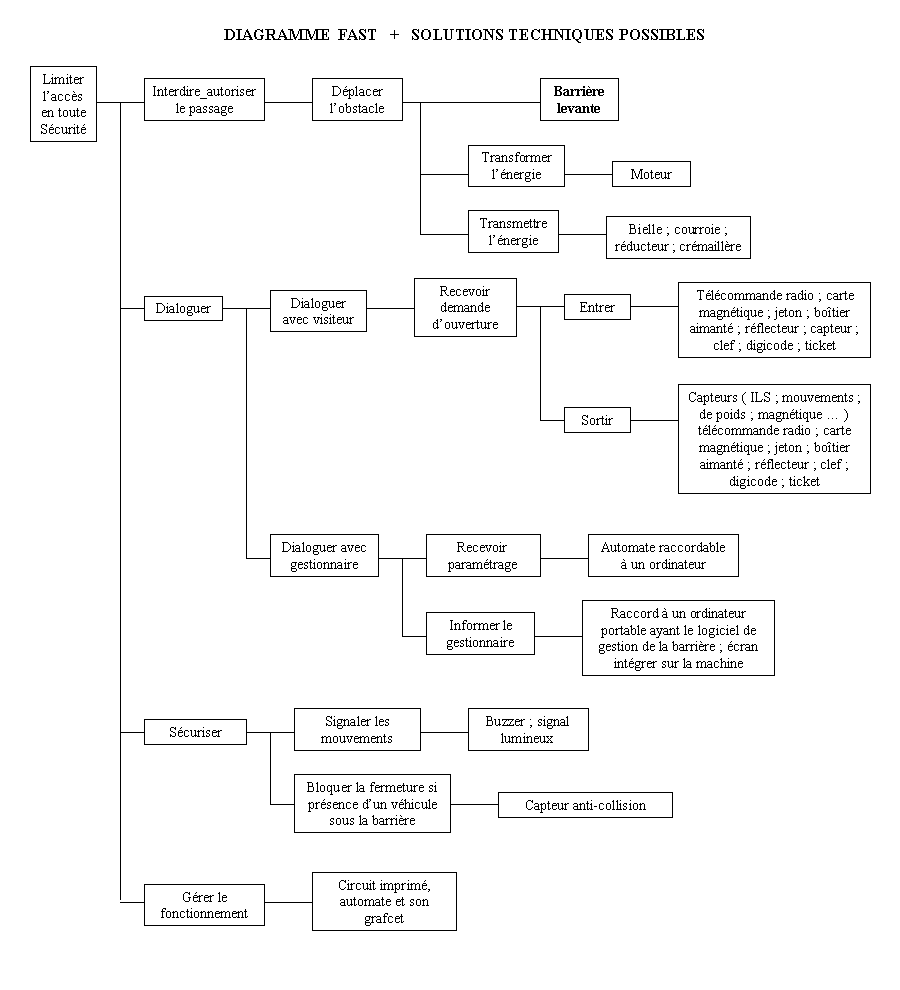 DIAGRAMME FAST + SOLUTIONS TECHNIQUES POSSIBLES
Limiter
l'accès
en toute
Sécurité
Interdire_autoriser
le passage
Déplacer
l'obstacle
Barrière
levante
Transformer
l'énergie
Moteur
Transmettre
l'énergie
Bielle ; courroie ;
réducteur ; crémaillère
Dialoguer
Dialoguer
avec visiteur
Recevoir
demande
d'ouverture
Entrer
Télécommande radio ; carte
magnétique ; jeton ; boîtier
aimanté ; réflecteur ; capteur ;
clef ; digicode ; ticket
Sortir
Capteurs ( ILS ; mouvements ;
de poids ; magnétique ... )
télécommande radio ; carte
magnétique ; jeton ; boîtier
aimanté ; réflecteur ; clef ;
digicode ; ticket
Dialoguer avec
gestionnaire
Recevoir
paramétrage
Automate raccordable
à un ordinateur
Informer le
gestionnaire
Raccord à un ordinateur
portable ayant le logiciel de
gestion de la barrière ; écran
intégrer sur la machine
Sécuriser
Signaler les
mouvements
Buzzer ; signal
lumineux
Bloquer la fermeture si
présence d'un véhicule
sous la barrière
Capteur anti-collision
Gérer le
fonctionnement
Circuit imprimé,
automate et son
grafcet